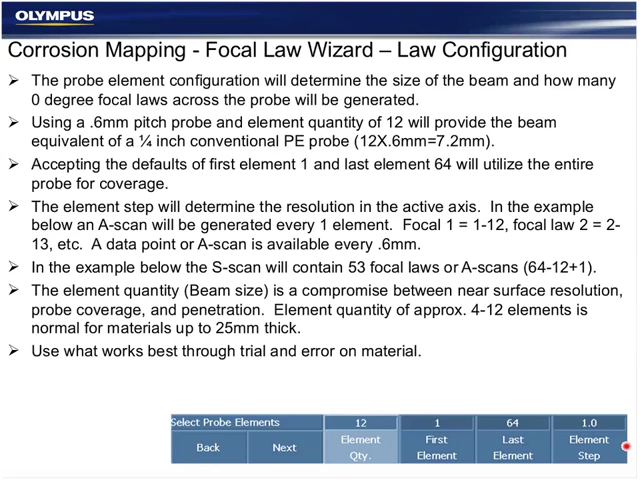 OLYMPUS
Corrosion Mapping - Focal Law Wizard – Law Configuration
➢ The probe element configuration will determine the size of the beam and how many
0 degree focal laws across the probe will be generated.
➢ Using a .6mm pitch probe and element quantity of 12 will provide the beam
equivalent of a ¼ inch conventional PE probe (12X.6mm=7.2mm).
➢ Accepting the defaults of first element 1 and last element 64 will utilize the entire
probe for coverage.
➢ The element step will determine the resolution in the active axis. In the example
below an A-scan will be generated every 1 element. Focal 1 = 1-12, focal law 2 = 2-
13, etc. A data point or A-scan is available every .6mm.
➢ In the example below the S-scan will contain 53 focal laws or A-scans (64-12+1).
➢ The element quantity (Beam size) is a compromise between near surface resolution,
probe coverage, and penetration. Element quantity of approx. 4-12 elements is
normal for materials up to 25mm thick.
➢ Use what works best through trial and error on material.
Select Probe Elements 12 1 64 1.0
Back Next Element First Last Element
Qty. Element Element Step